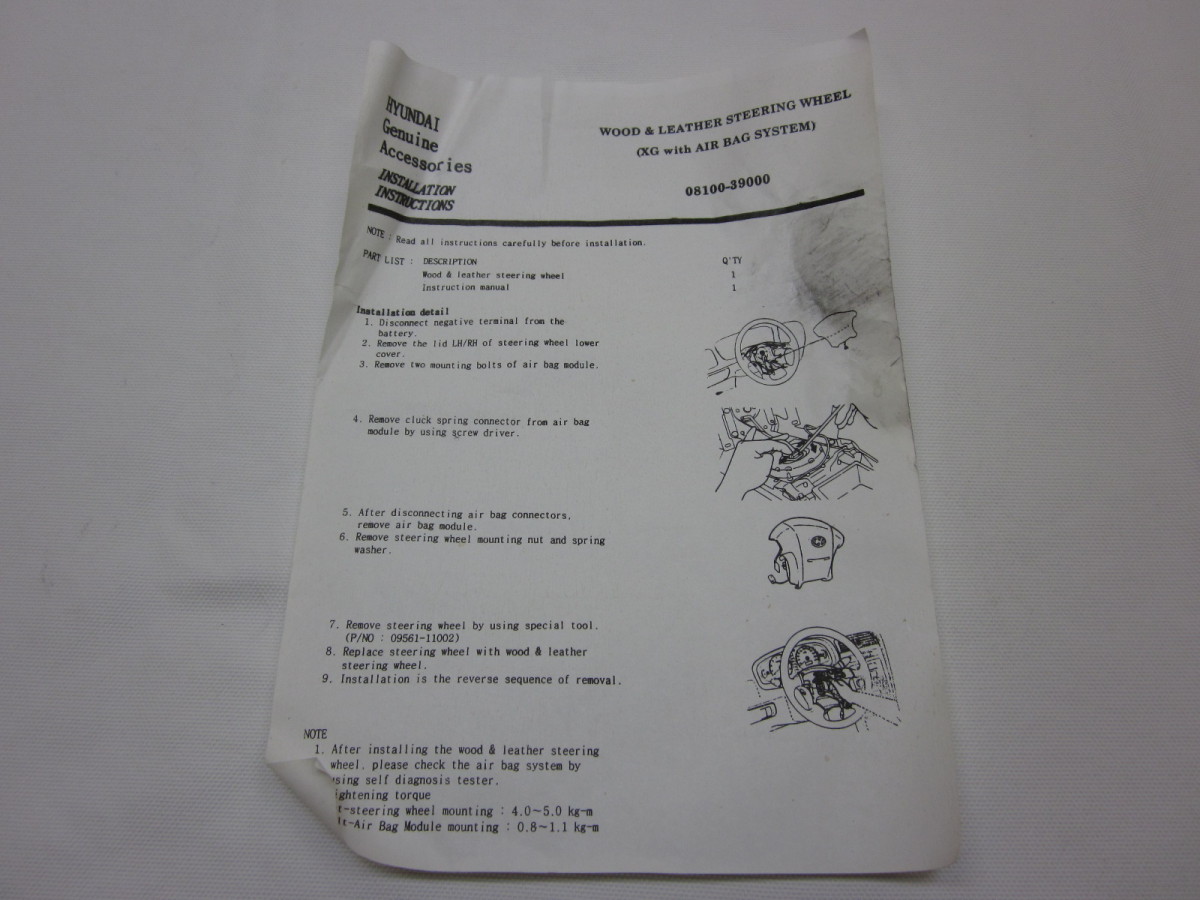 HYUNDAI
Genuine
Accessories
INSTALLATION
INSTRUCTIONS
WOOD & LEATHER STEERING WHEEL
(XG with AIR BAG SYSTEM)
08100-39000
NOTE : Read all instructions carefully before installation.
PART LIST : DESCRIPTION Q'TY
Wood & leather steering wheel 1
Instruction manual 1
Installation detail
1. Disconnect negative terminal from the
battery.
2. Remove the lid LH/RH of steering wheel lower
cover.
3. Remove two mounting bolts of air bag module.
4. Remove cluck spring connector from air bag
module by using screw driver.
5. After disconnecting air bag connectors,
remove air bag module.
6. Remove steering wheel mounting nut and spring
washer.
7. Remove steering wheel by using special tool.
(P/NO : 09561-11002)
8. Replace steering wheel with wood & leather
steering wheel.
9. Installation is the reverse sequence of removal.
NOTE
1. After installing the wood & leather steering
wheel, please check the air bag system by
using self diagnosis tester.
ightening torque
t-steering wheel mounting : 4.0~5.0 kg-m
lt-Air Bag Module mounting : 0.8~1.1 kg-m